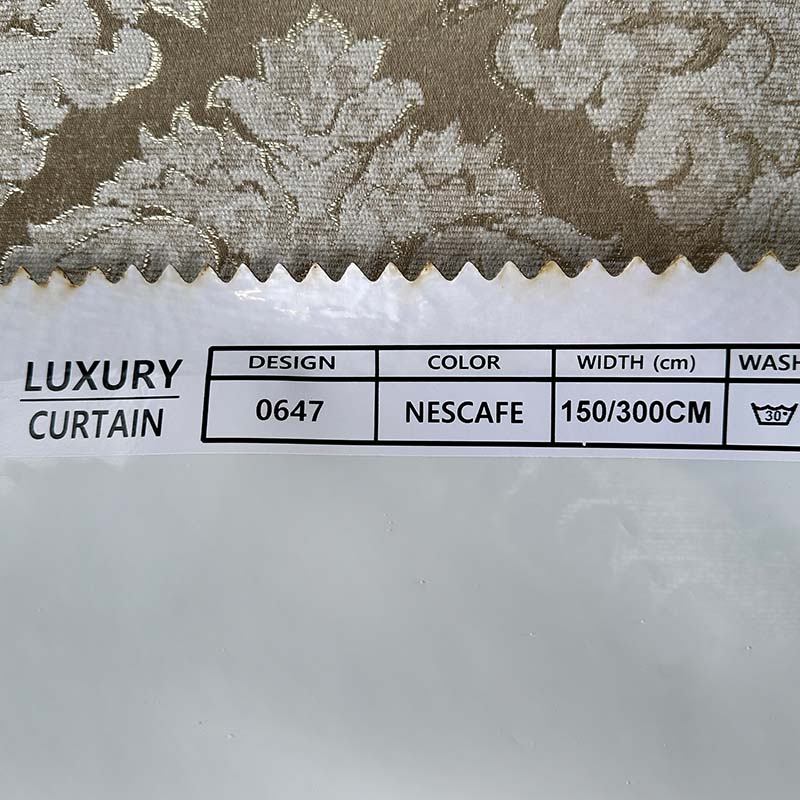 LUXURY
CURTAIN
DESIGN COLOR WIDTH (cm) WASH
0647 NESCAFE 150/300CM 30°